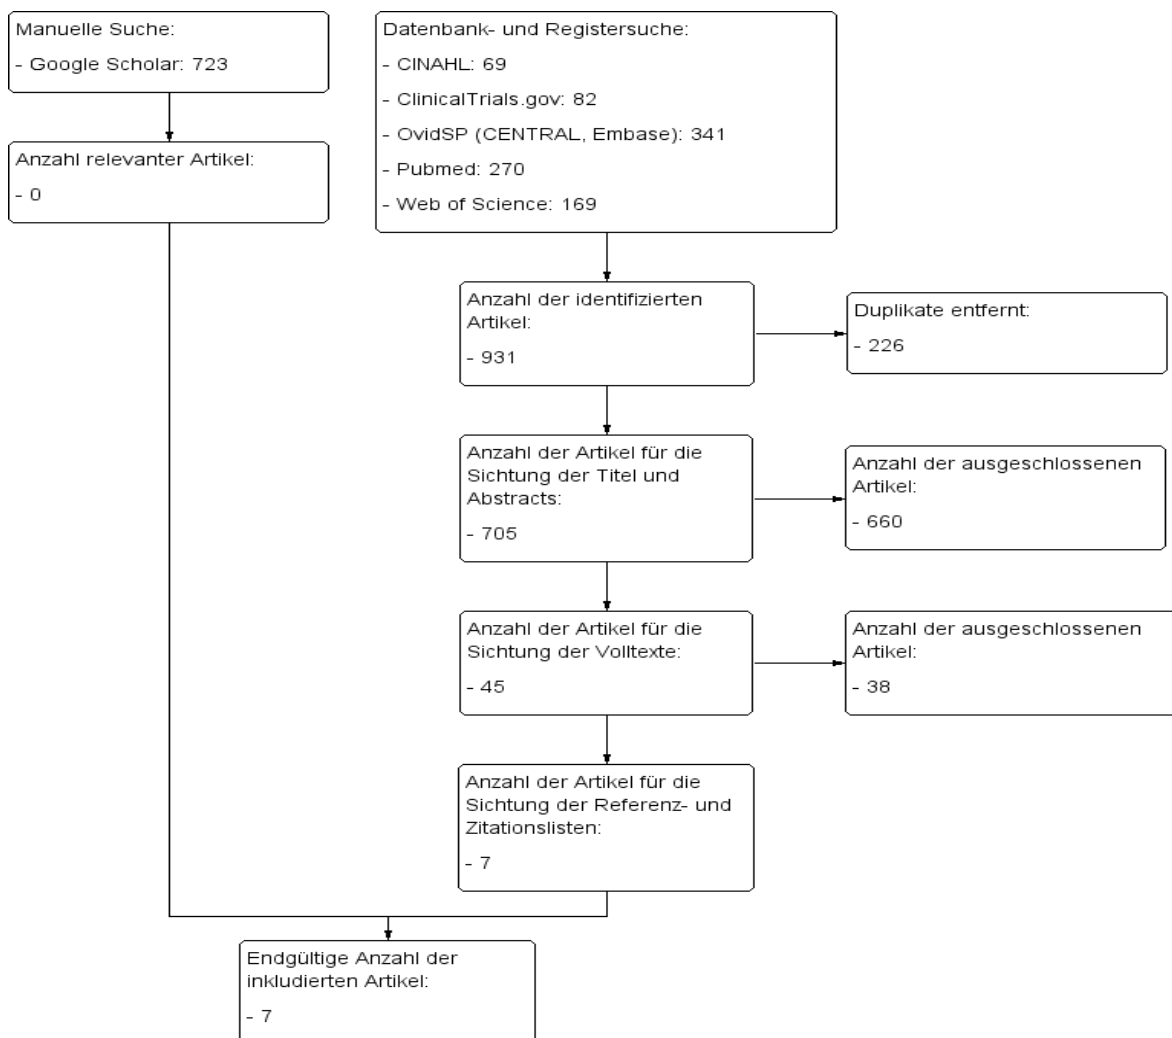 Manuelle Suche:
- Google Scholar: 723
Anzahl relevanter Artikel:
- 0
Datenbank- und Registersuche:
- CINAHL: 69
- ClinicalTrials.gov: 82
- OvidSP (CENTRAL, Embase): 341
- Pubmed: 270
- Web of Science: 169
Anzahl der identifizierten
Artikel:
- 931
Duplikate entfernt:
- 226
Anzahl der Artikel für die
Sichtung der Titel und
Abstracts:
- 705
Anzahl der ausgeschlossenen
Artikel:
- 660
Anzahl der Artikel für die
Sichtung der Volltexte:
- 45
Anzahl der ausgeschlossenen
Artikel:
- 38
Anzahl der Artikel für die
Sichtung der Referenz- und
Zitationslisten:
- 7
Endgültige Anzahl der
inkludierten Artikel:
- 7